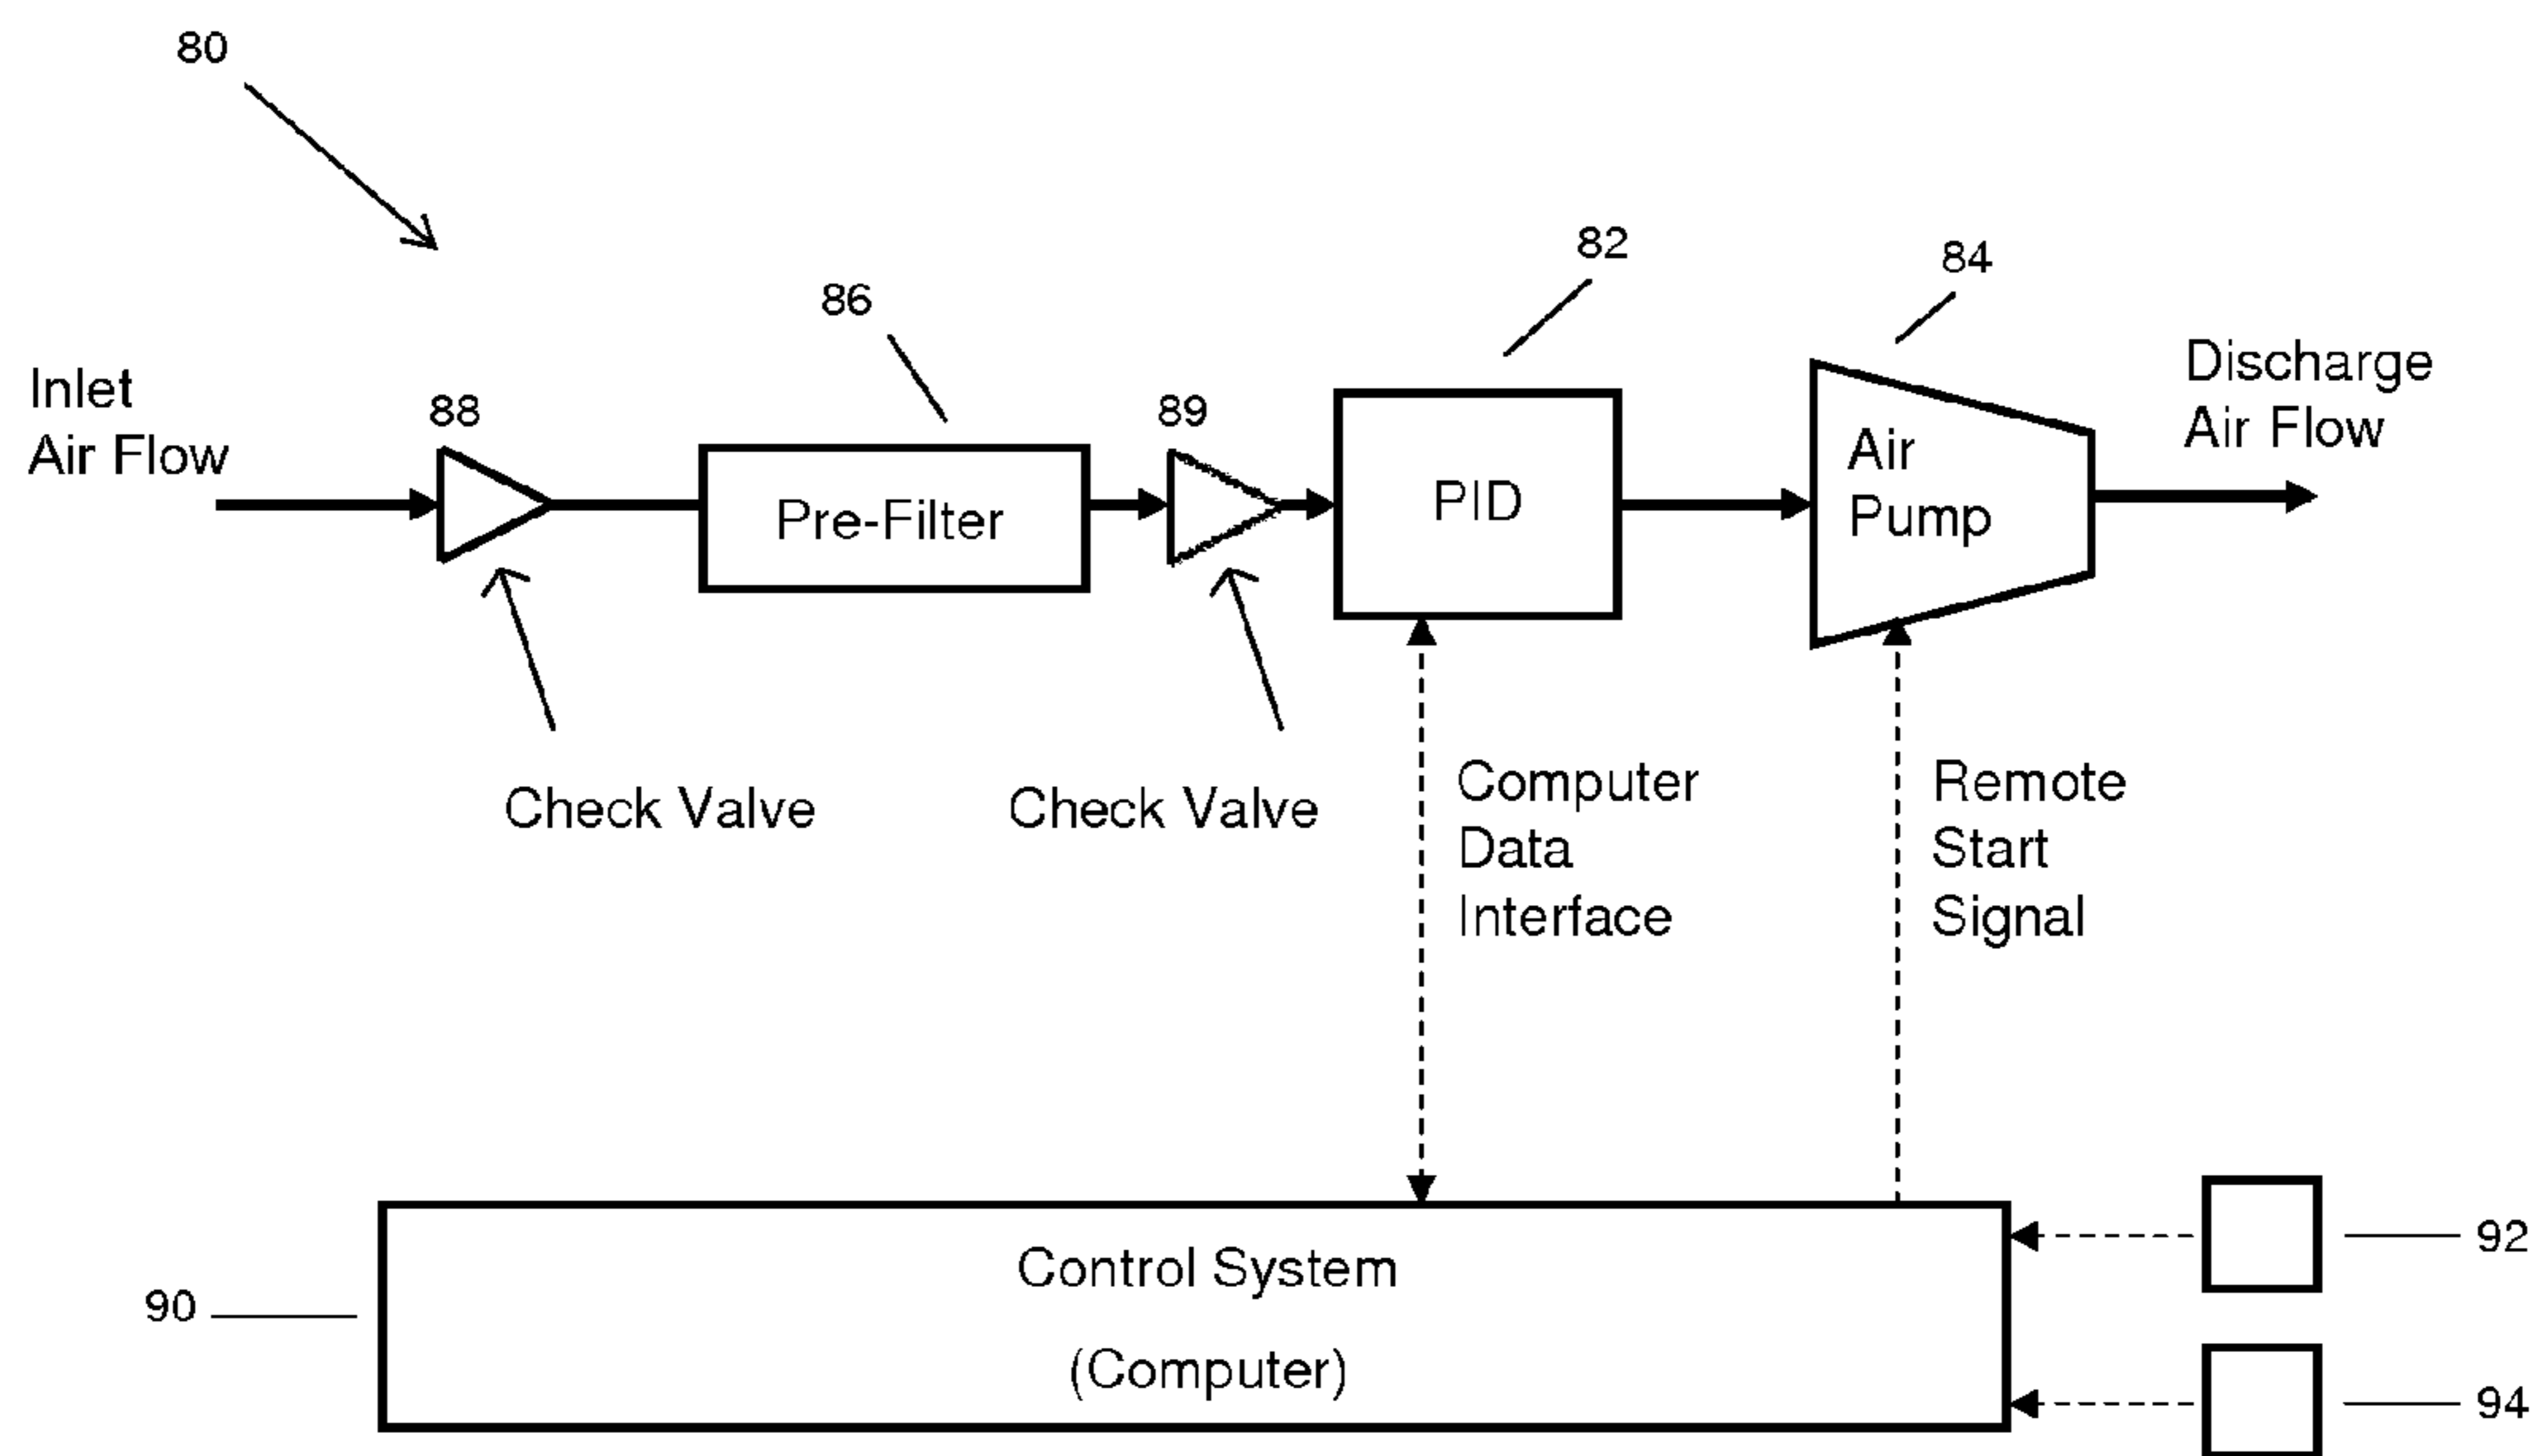 80
82
84
86
Inlet
Air Flow
88
89
Discharge
Air Flow
Pre-Filter
PID
Air
Pump
Check Valve
Check Valve
Computer
Data
Interface
Remote
Start
Signal
Control System
(Computer)
90
92
94